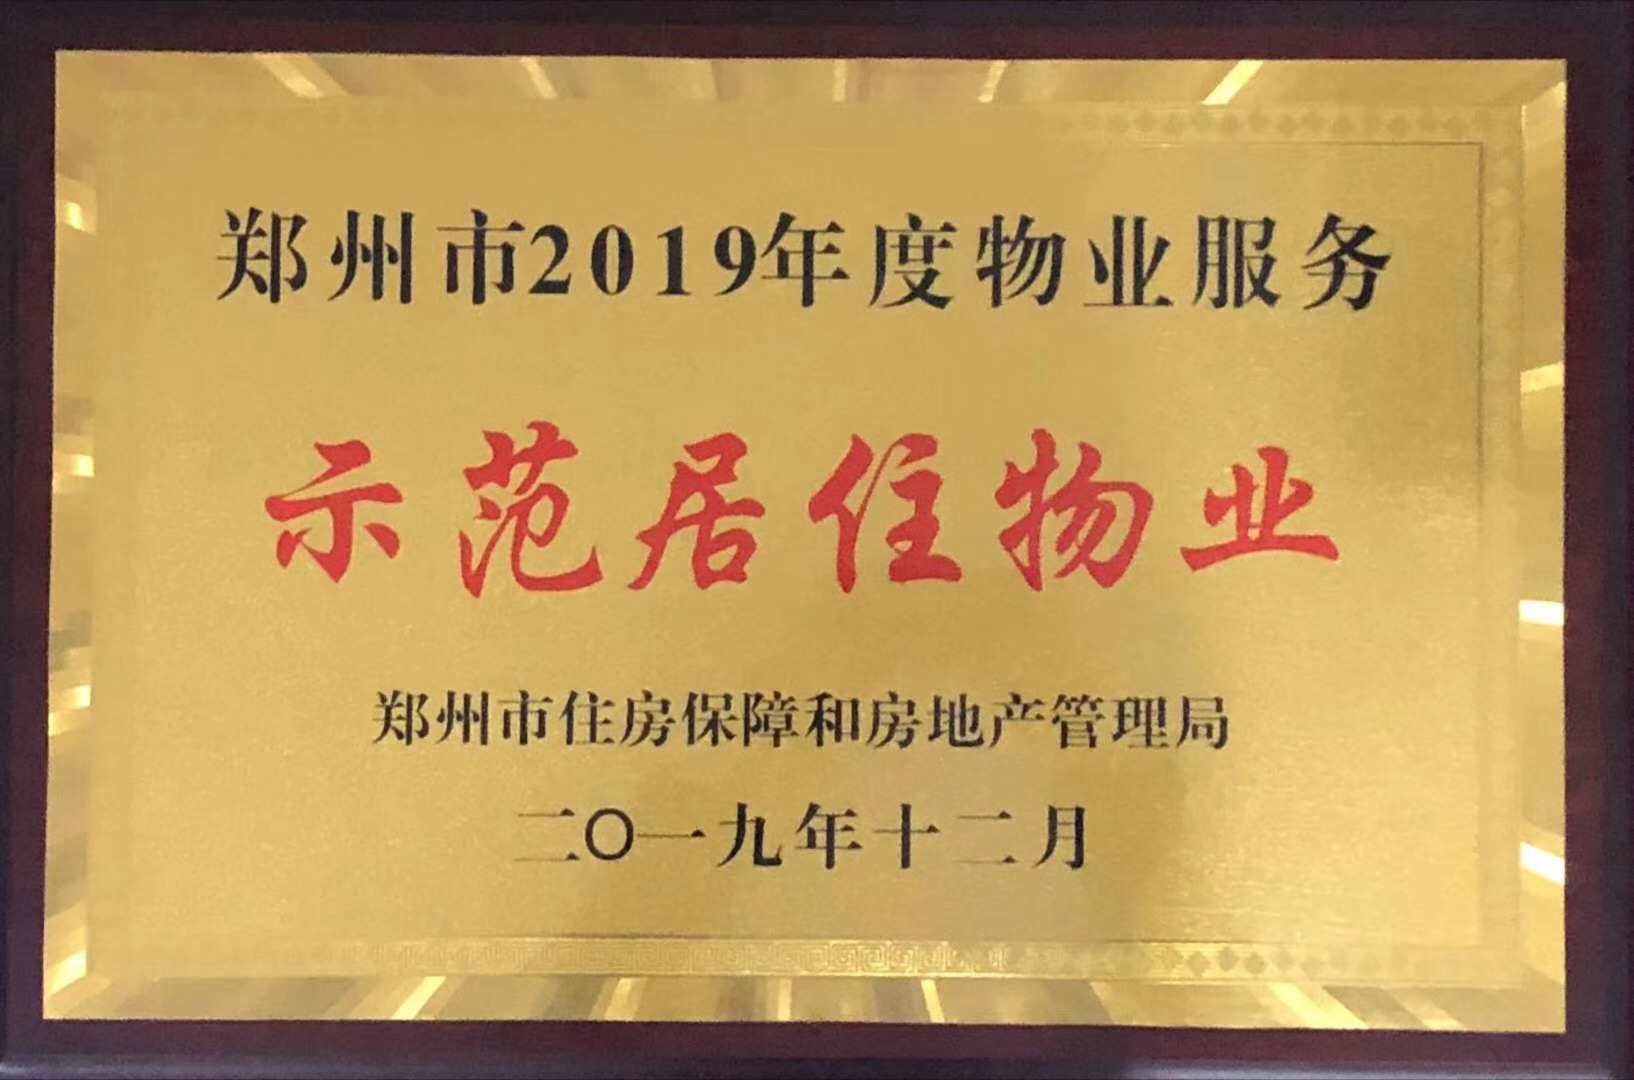 郑州市2019年度物业服务
示范居住物业
郑州市住房保障和房地产管理局
二〇一九年十二月